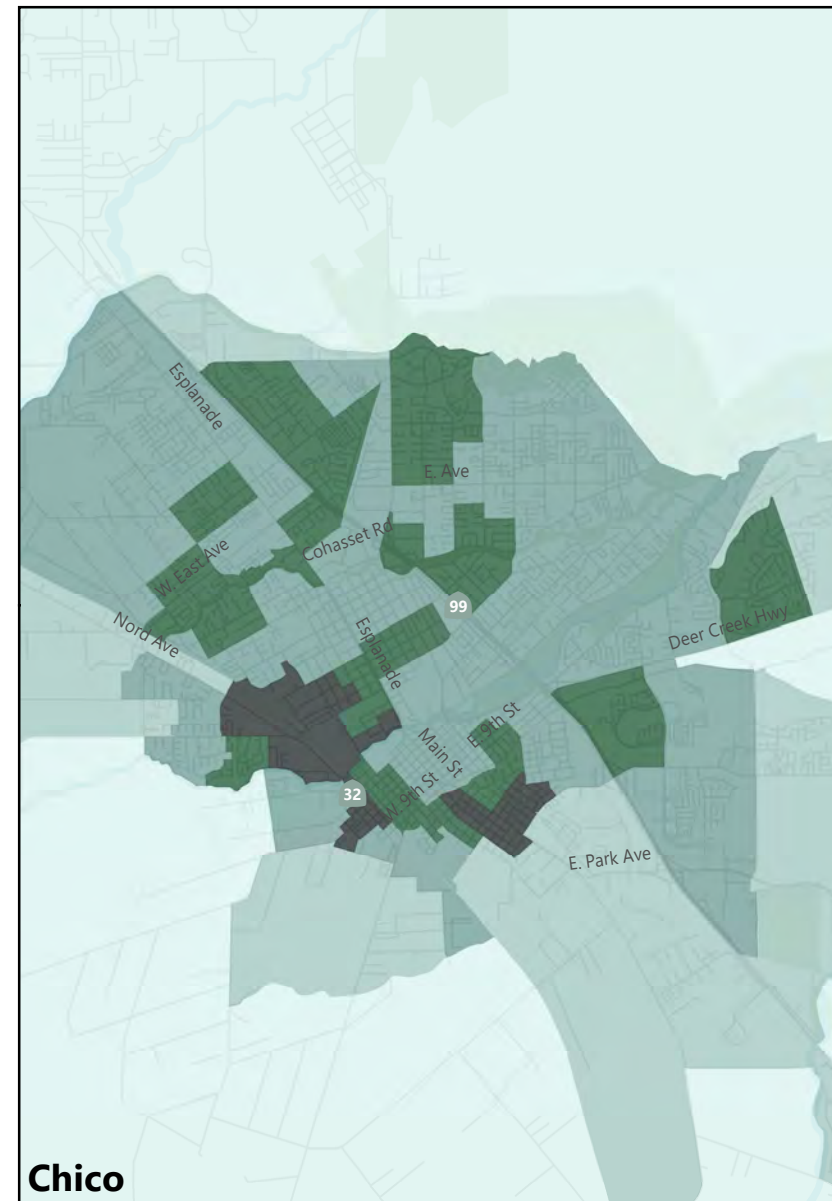 Esplanade
E. Ave
Cohasset Rd
W. East Ave
99
Nord Ave
Esplanade
Deer Creek Hwy
E. 9th St
Main St
32
W. 9th St
E. Park Ave
Chico